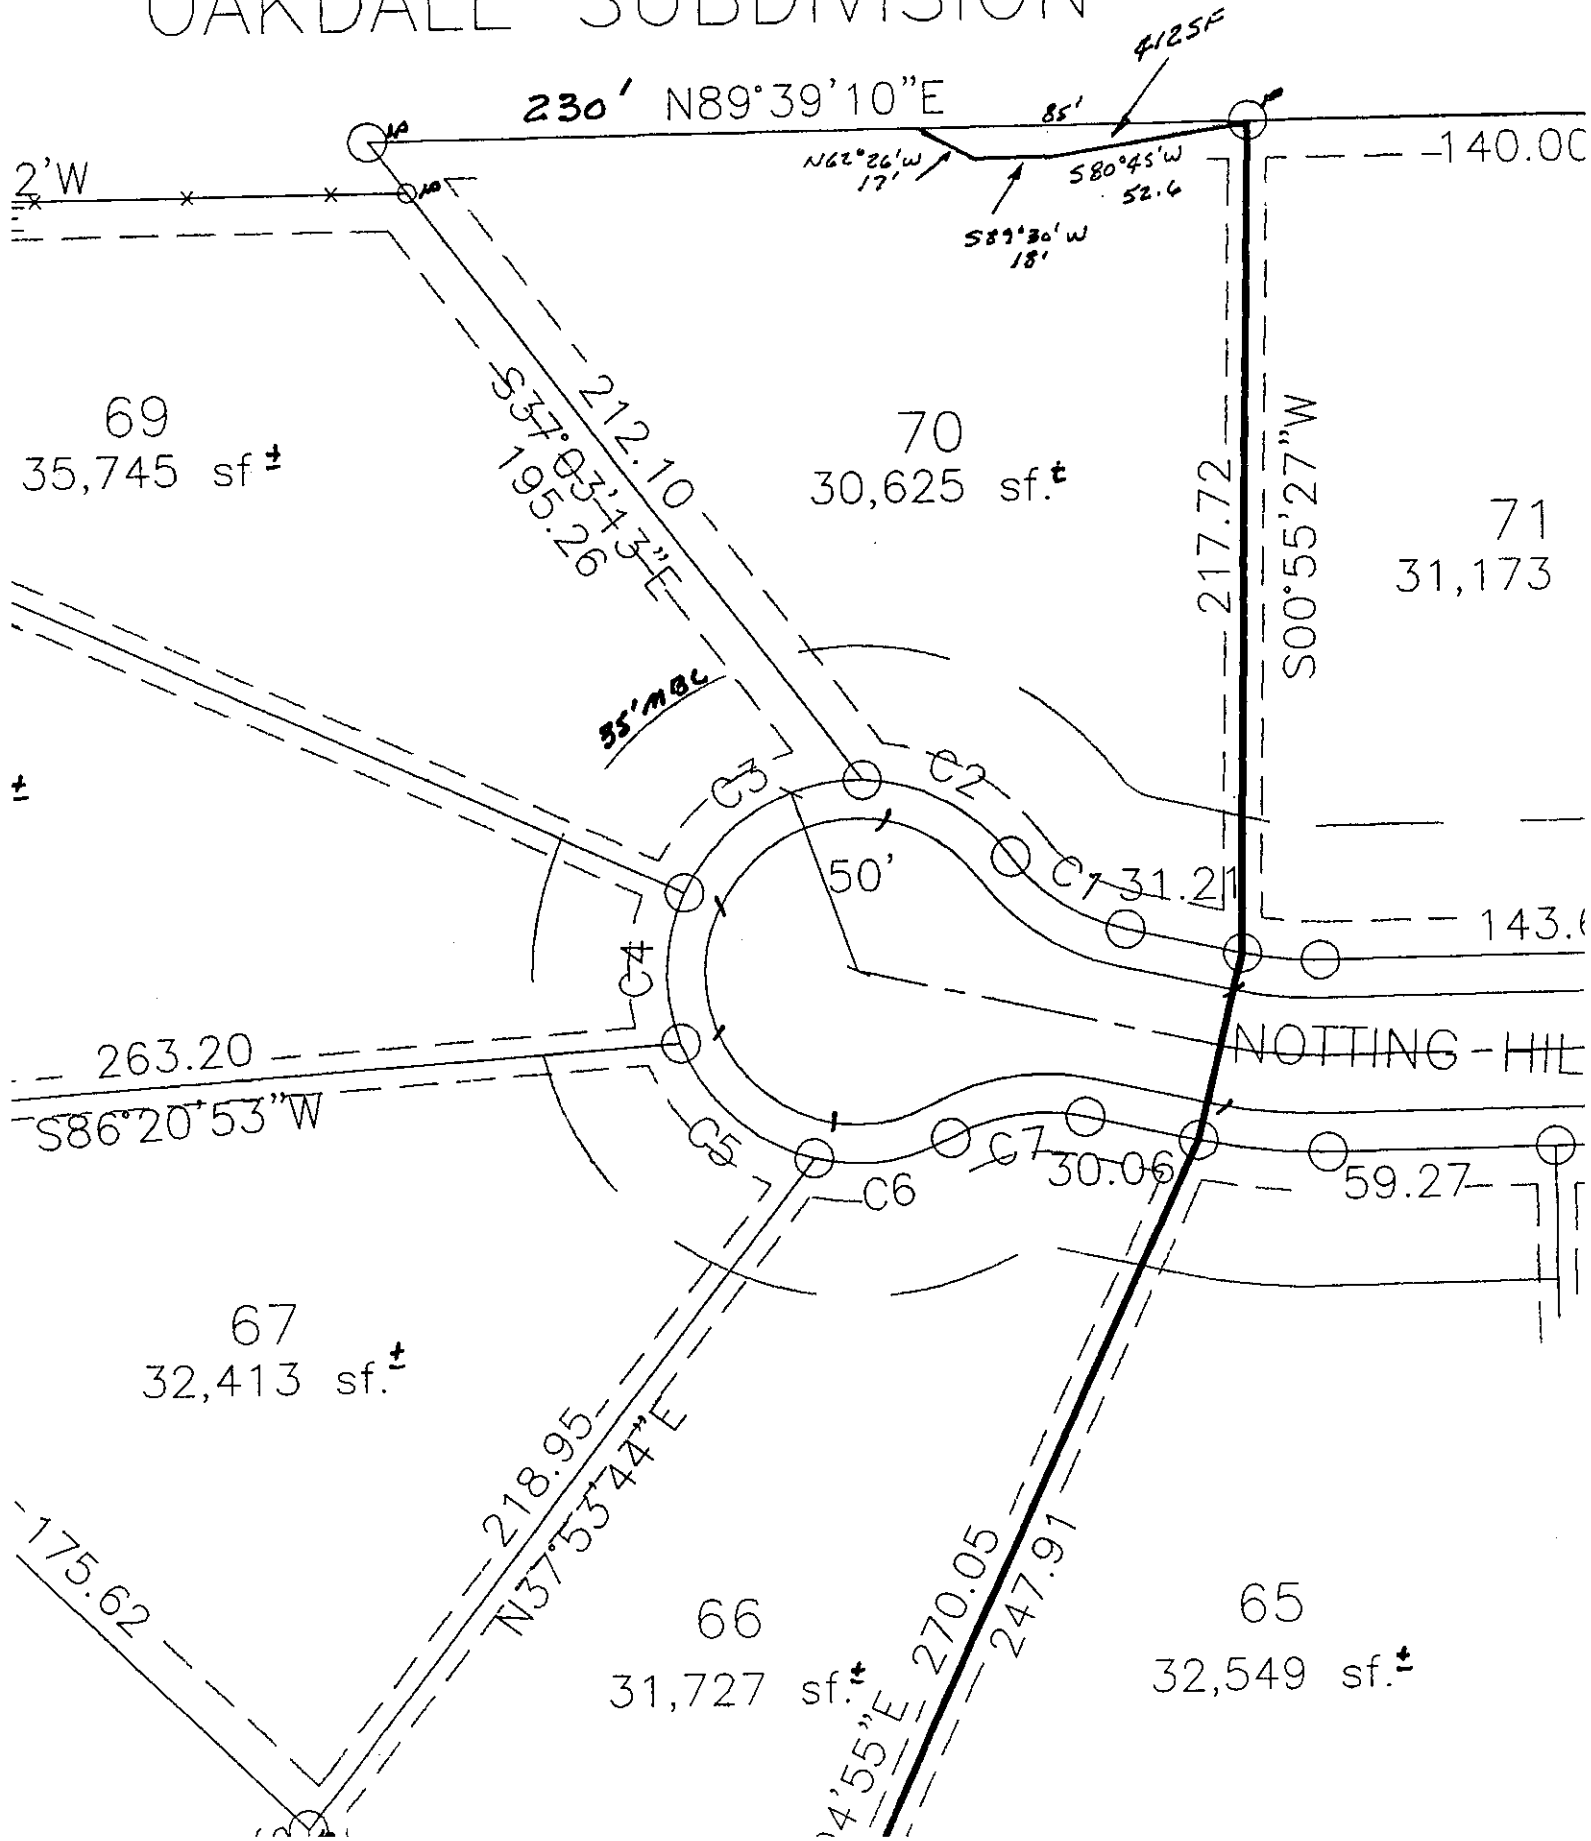 OAKDALE SUBDIVISION
412SF
230' N89°39'10"E
85'
140.00
2'W
N62°26'W
17'
S80°45'W
52.6
S89°30'W
18'
69
35,745 sf ±
212.10
S37°03'13"E
195.26
70
30,625 sf.±
217.72
S00°55'27"W
71
31,173
35' MBL
±
C3
C2
50'
C1
31.21
143.6
C4
263.20
S86°20'53"W
NOTTING-HIL
C5
C6
C7
30.06
59.27
67
32,413 sf.±
218.95
N37°53'44"E
175.62
66
31,727 sf.±
270.05
247.91
65
32,549 sf.±
04'55"E